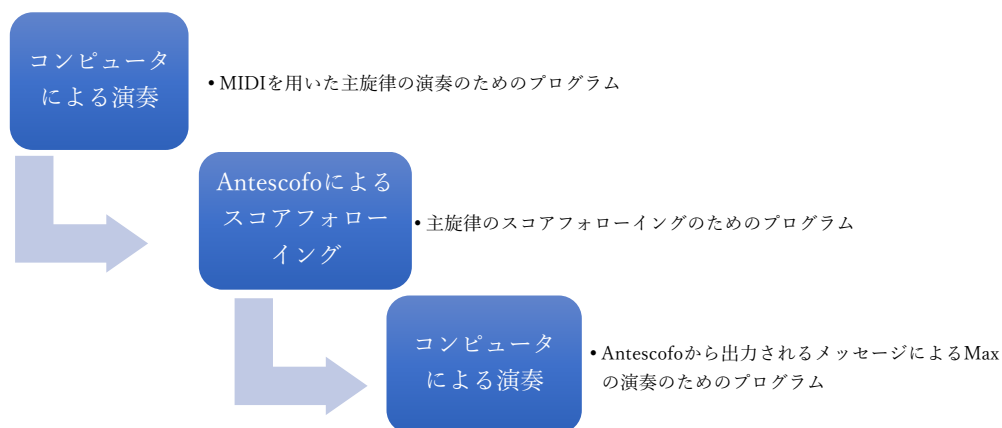 コンピュータ
による演奏
• MIDIを用いた主旋律の演奏のためのプログラム
Antescofoによる
スコアフォロー
イング
• 主旋律のスコアフォローイングのためのプログラム
コンピュータ
による演奏
• Antescofoから出力されるメッセージによるMax
の演奏のためのプログラム